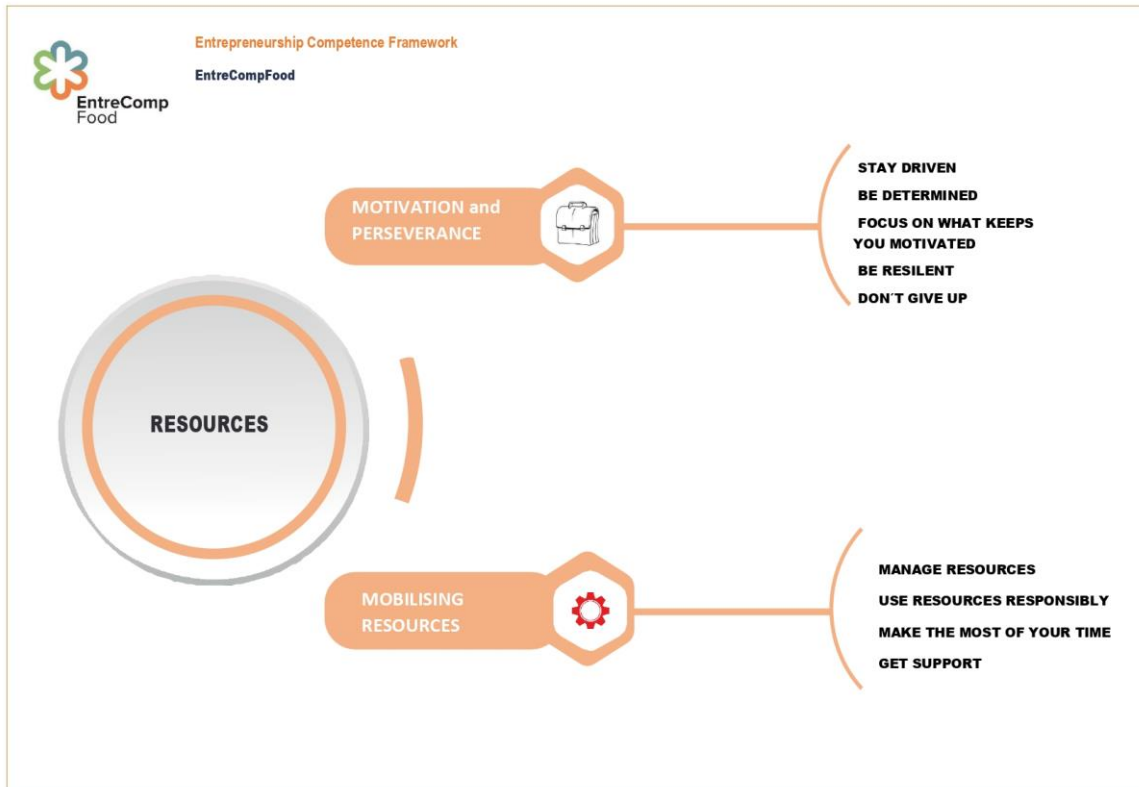 Entrepreneurship Competence Framework
EntreCompFood
EntreComp
Food
MOTIVATION and
PERSEVERANCE
STAY DRIVEN
BE DETERMINED
FOCUS ON WHAT KEEPS
YOU MOTIVATED
BE RESILENT
DON´T GIVE UP
RESOURCES
MOBILISING
RESOURCES
MANAGE RESOURCES
USE RESOURCES RESPONSIBLY
MAKE THE MOST OF YOUR TIME
GET SUPPORT